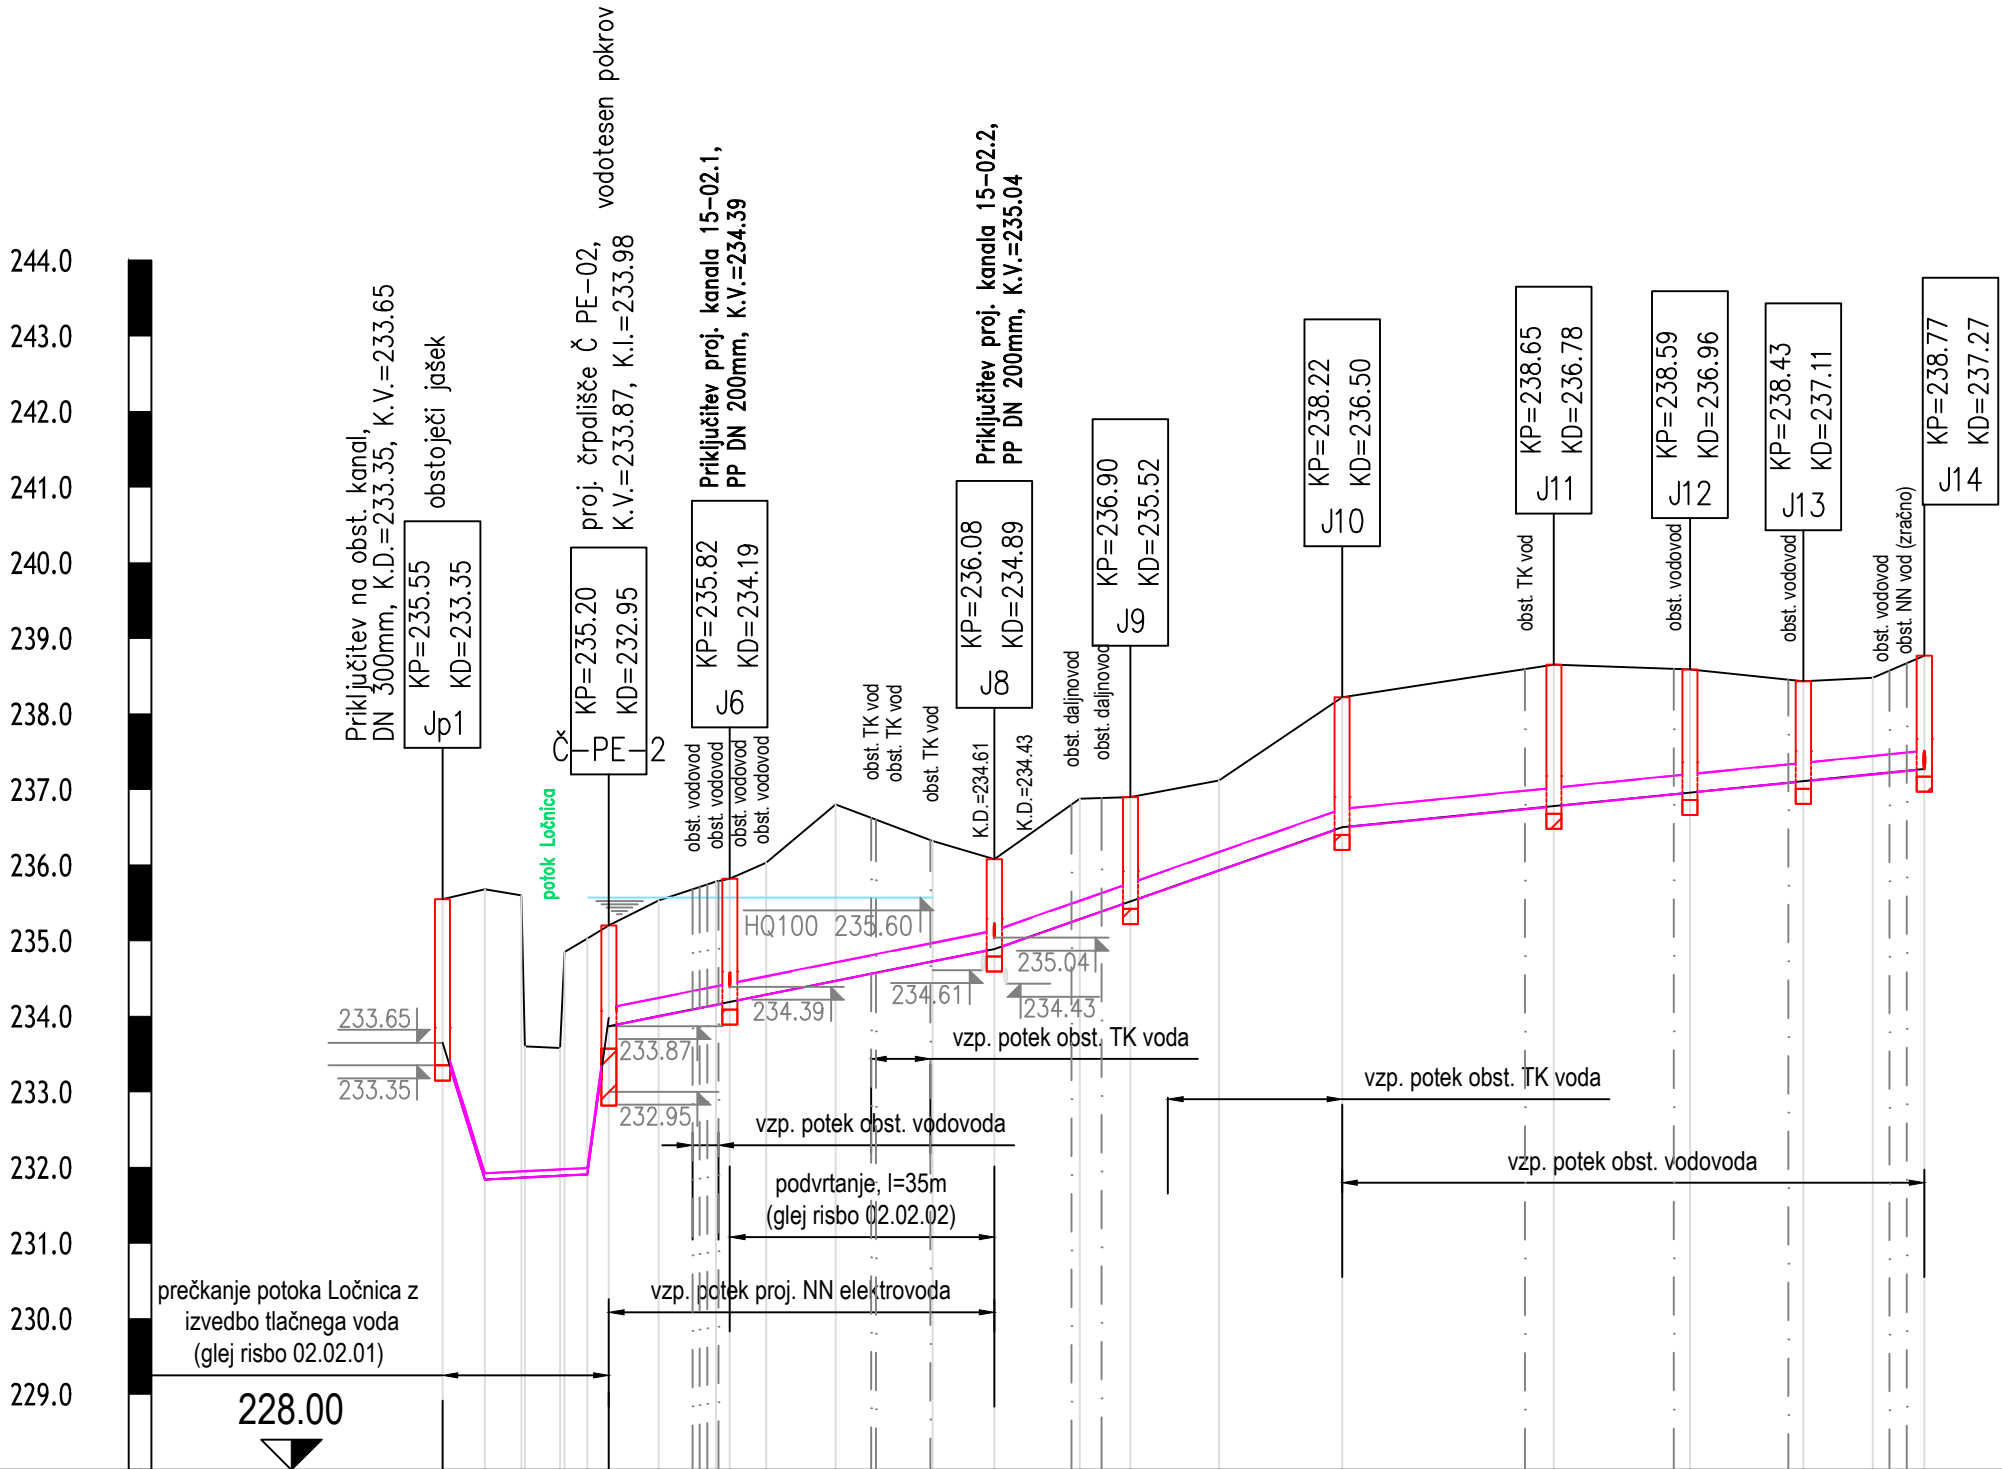 244.0
243.0
242.0
241.0
240.0
239.0
238.0
237.0
236.0
235.0
234.0
233.0
232.0
231.0
230.0
229.0
228.00
Priključitev na obst. kanal,
DN 300mm, K.D.=233.35, K.V.=233.65
obstoječi jašek
KP=235.55
KD=233.35
Jp1
potok Ločnica
proj. črpališče Č PE-02, vodotesen pokrov
K.V.=233.87, K.I.=233.98
KP=235.20
KD=232.95
Č-PE-2
Priključitev proj. kanala 15-02.1,
PP DN 200mm, K.V.=234.39
KP=235.82
KD=234.19
J6
obst. vodovod
obst. vodovod
obst. vodovod
obst. vodovod
obst. TK vod
obst. TK vod
obst. TK vod
Priključitev proj. kanala 15-02.2,
PP DN 200mm, K.V.=235.04
KP=236.08
KD=234.89
J8
K.D.=234.61
K.D.=234.43
obst. daljnovod
obst. daljnovod
KP=236.90
KD=235.52
J9
KP=238.22
KD=236.50
J10
KP=238.65
KD=236.78
J11
obst. TK vod
KP=238.59
KD=236.96
J12
obst. vodovod
KP=238.43
KD=237.11
J13
obst. vodovod
obst. vodovod
obst. NN vod (zračno)
KP=238.77
KD=237.27
J14
HQ100 235.60
233.65
233.35
233.87
232.95
234.39
234.61
235.04
234.43
vzp. potek obst. TK voda
vzp. potek obst. TK voda
vzp. potek obst. vodovoda
vzp. potek obst. vodovoda
podvrtanje, l=35m
(glej risbo 02.02.02)
vzp. potek proj. NN elektrovoda
prečkanje potoka Ločnica z
izvedbo tlačnega voda
(glej risbo 02.02.01)